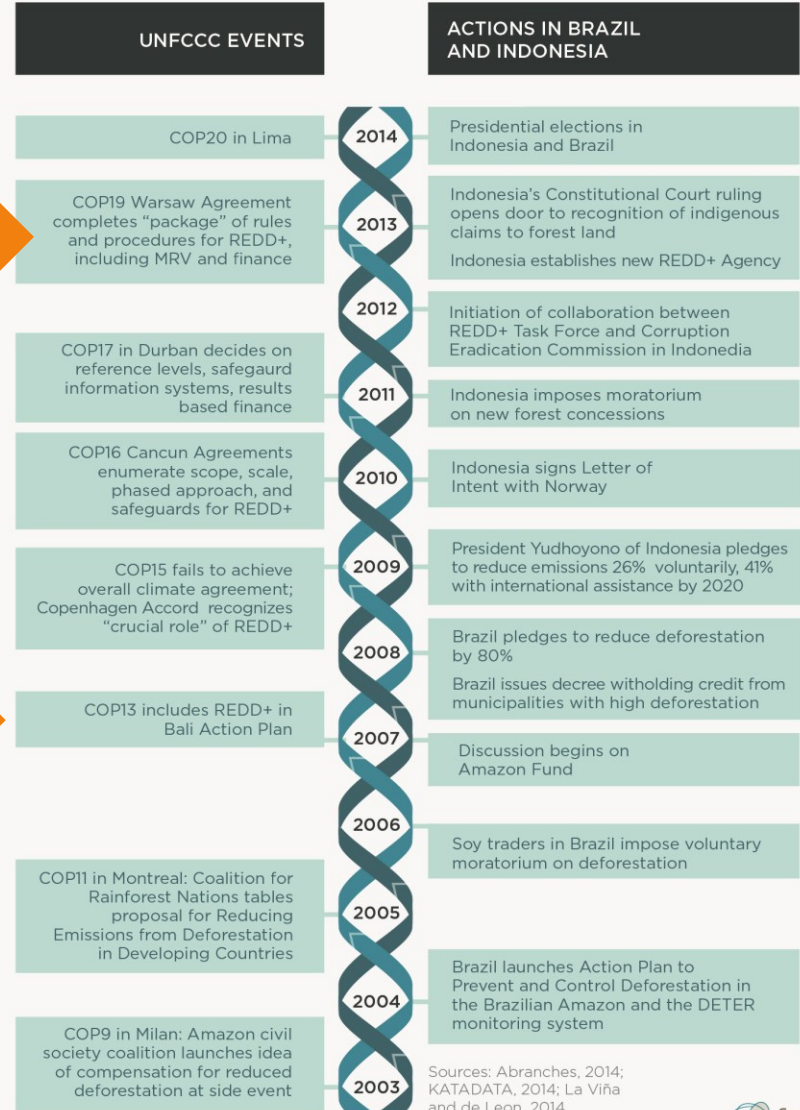 UNFCCC EVENTS
ACTIONS IN BRAZIL
AND INDONESIA
COP20 in Lima
2014
Presidential elections in
Indonesia and Brazil
COP19 Warsaw Agreement
completes “package” of rules
and procedures for REDD+,
including MRV and finance
2013
Indonesia’s Constitutional Court ruling
opens door to recognition of indigenous
claims to forest land
Indonesia establishes new REDD+ Agency
2012
Initiation of collaboration between
REDD+ Task Force and Corruption
Eradication Commission in Indonedia
COP17 in Durban decides on
reference levels, safegaurd
information systems, results
based finance
2011
Indonesia imposes moratorium
on new forest concessions
COP16 Cancun Agreements
enumerate scope, scale,
phased approach, and
safeguards for REDD+
2010
Indonesia signs Letter of
Intent with Norway
COP15 fails to achieve
overall climate agreement;
Copenhagen Accord recognizes
“crucial role” of REDD+
2009
President Yudhoyono of Indonesia pledges
to reduce emissions 26% voluntarily, 41%
with international assistance by 2020
2008
Brazil pledges to reduce deforestation
by 80%
Brazil issues decree witholding credit from
municipalities with high deforestation
COP13 includes REDD+ in
Bali Action Plan
2007
Discussion begins on
Amazon Fund
2006
Soy traders in Brazil impose voluntary
moratorium on deforestation
COP11 in Montreal: Coalition for
Rainforest Nations tables
proposal for Reducing
Emissions from Deforestation
in Developing Countries
2005
2004
Brazil launches Action Plan to
Prevent and Control Deforestation in
the Brazilian Amazon and the DETER
monitoring system
COP9 in Milan: Amazon civil
society coalition launches idea
of compensation for reduced
deforestation at side event
2003
Sources: Abranches, 2014;
KATADATA, 2014; La Viña
and de Leon, 2014